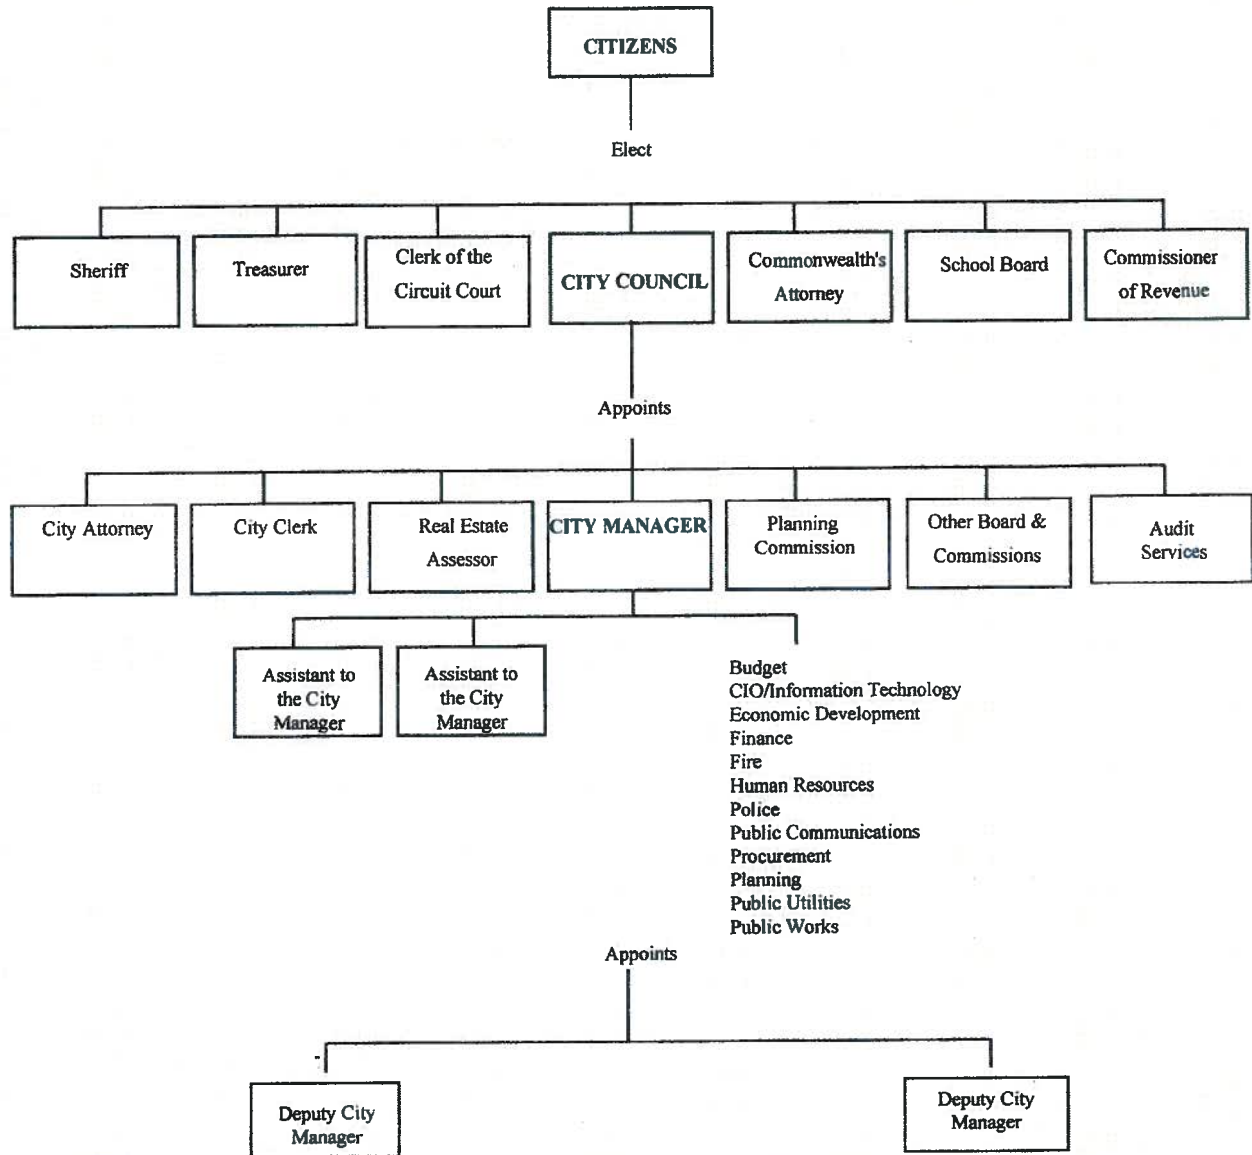 CITIZENS
Elect
Sheriff
Treasurer
Clerk of the
Circuit Court
CITY COUNCIL
Commonwealth's
Attorney
School Board
Commissioner
of Revenue
Appoints
City Attorney
City Clerk
Real Estate
Assessor
CITY MANAGER
Planning
Commission
Other Board &
Commissions
Audit
Services
Assistant to
the City
Manager
Assistant to
the City
Manager
Budget
CIO/Information Technology
Economic Development
Finance
Fire
Human Resources
Police
Public Communications
Procurement
Planning
Public Utilities
Public Works
Appoints
Deputy City
Manager
Deputy City
Manager